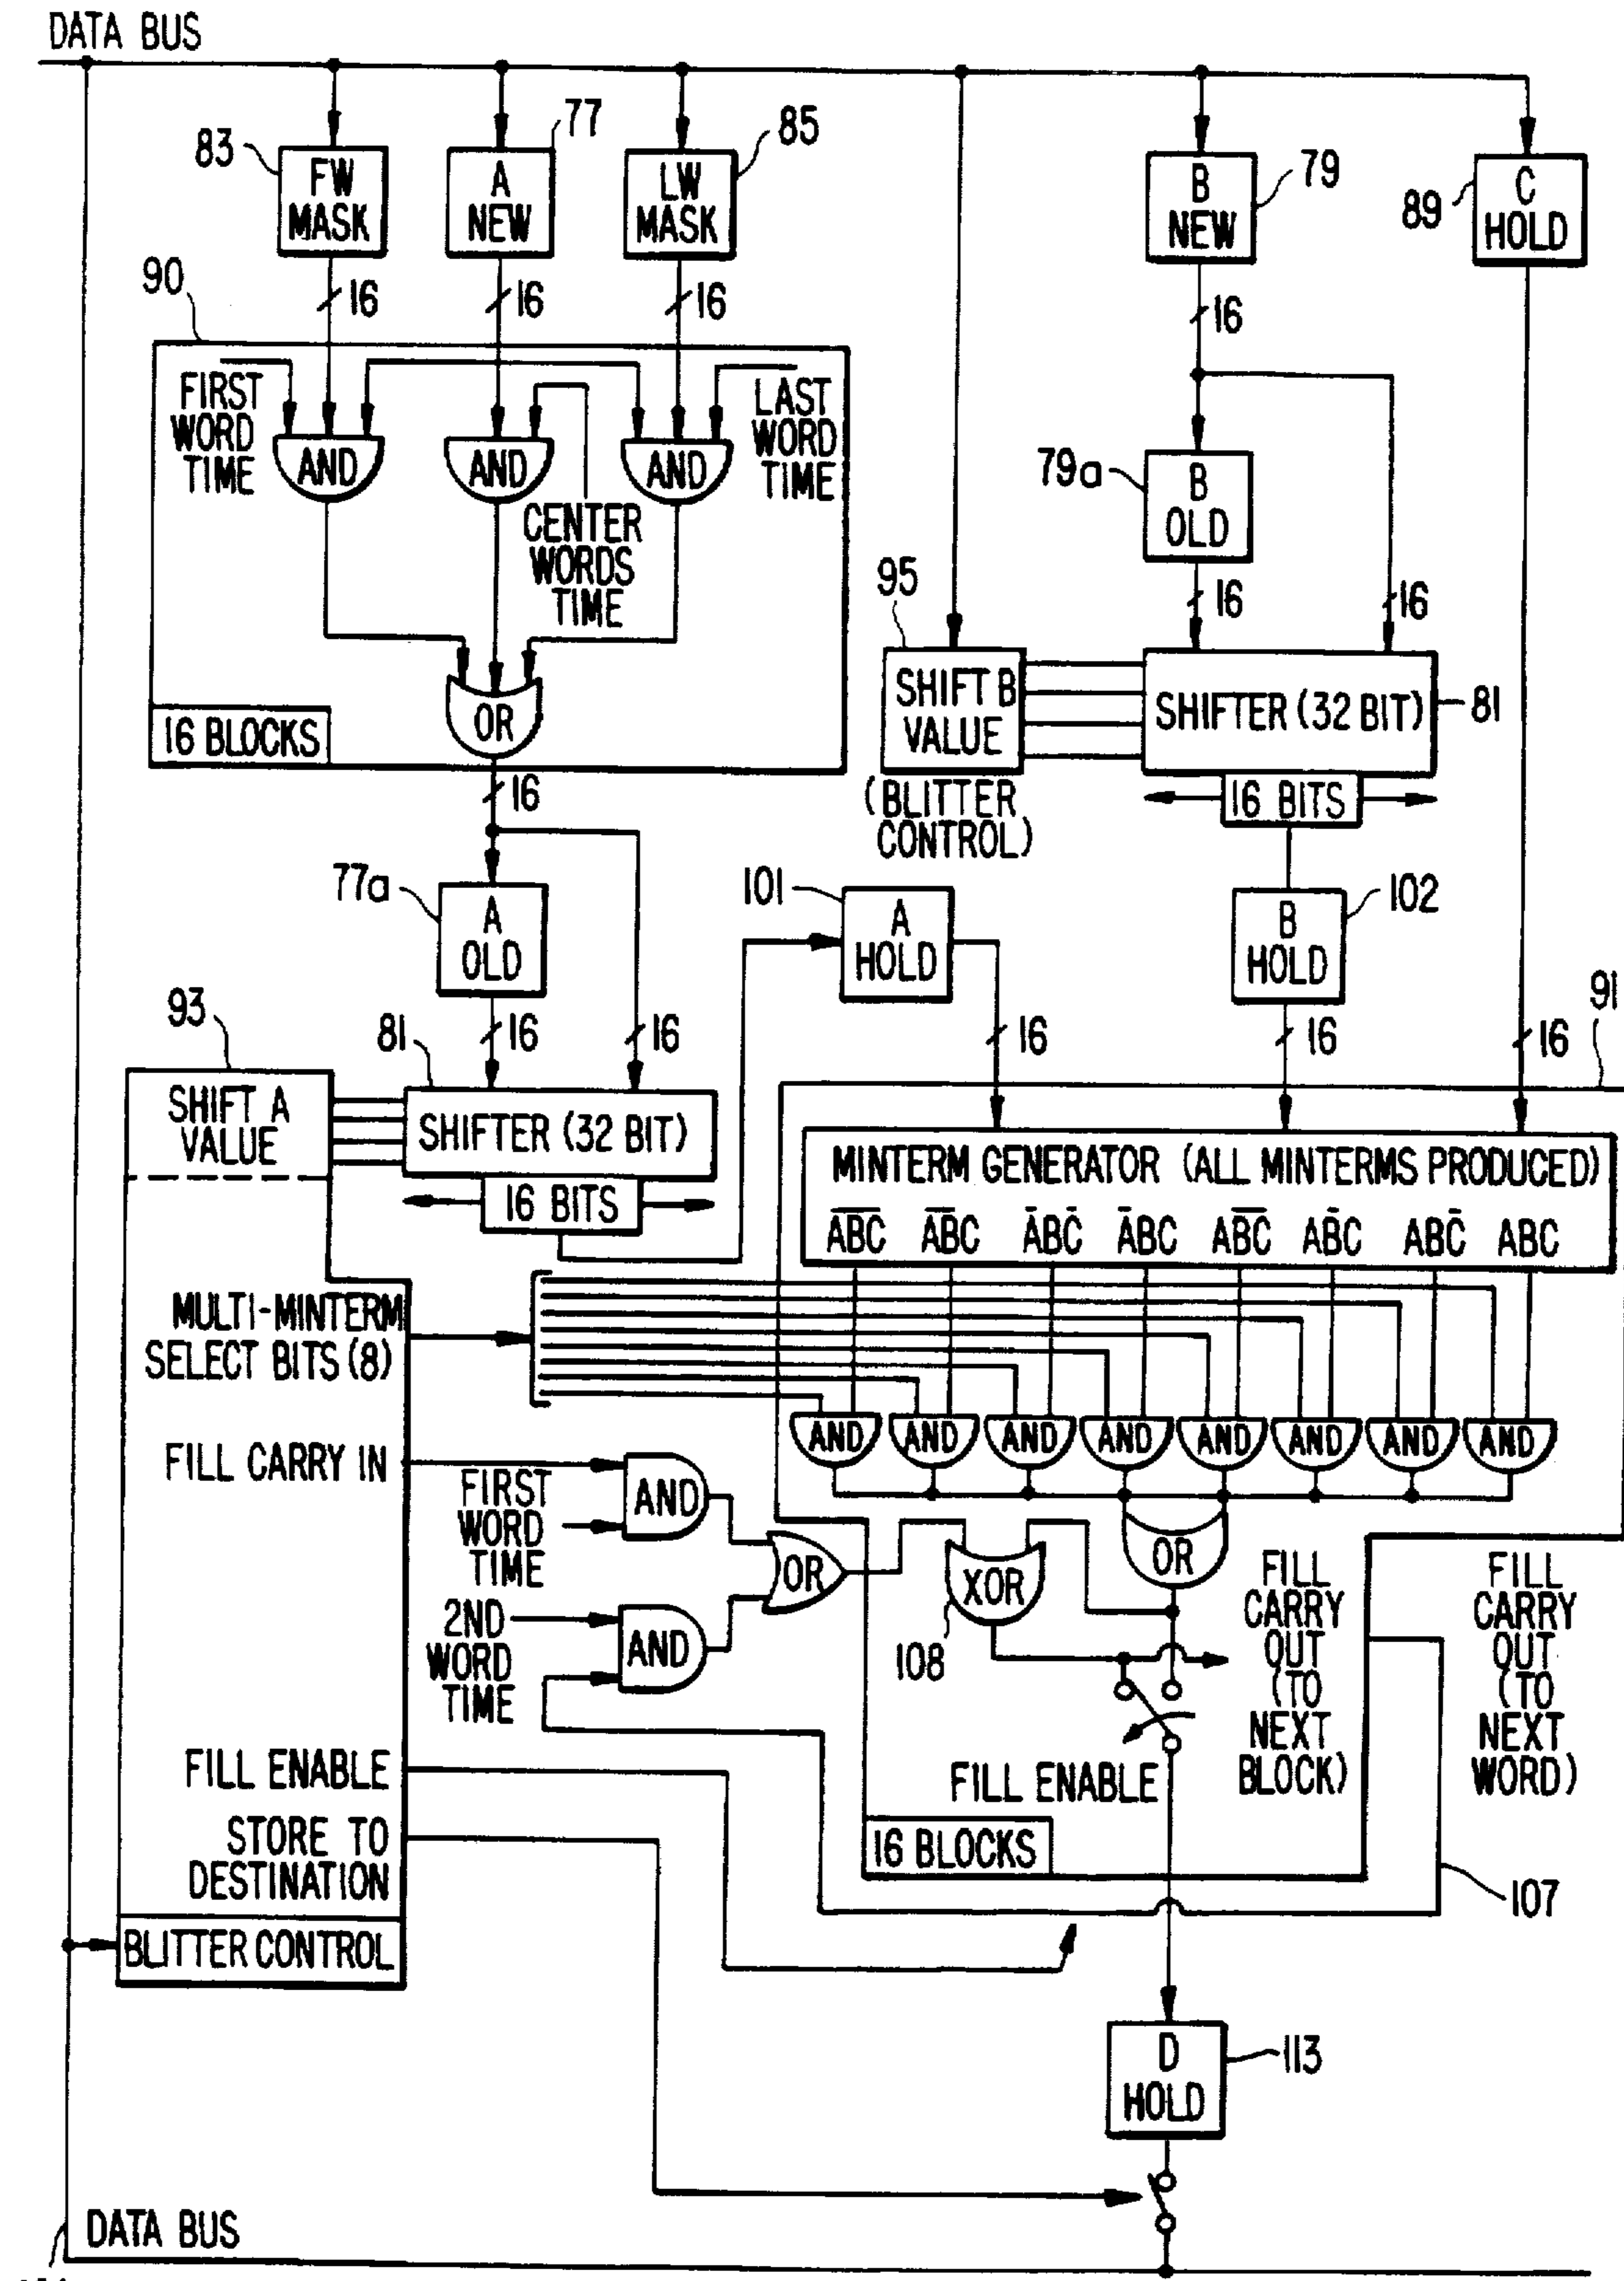 DATA BUS
83
FW
MASK
77
A
NEW
85
LW
MASK
B
NEW
79
89
C
HOLD
90
16
16
16
16
FIRST
WORD
TIME
LAST
WORD
TIME
AND
AND
AND
CENTER
WORDS
TIME
OR
16 BLOCKS
79a
B
OLD
16
16
95
SHIFT B
VALUE
(BLITTER
CONTROL)
SHIFTER (32 BIT)
81
16 BITS
16
77a
A
OLD
101
A
HOLD
B
HOLD
102
93
81
16
16
16
16
16
91
SHIFT A
VALUE
SHIFTER (32 BIT)
16 BITS
MINTERM GENERATOR (ALL MINTERMS PRODUCED)
A̅B̅C̅ A̅B̅C A̅BC̅ A̅BC AB̅C̅ AB̅C ABC̅ ABC
MULTI-MINTERM
SELECT BITS (8)
AND AND AND AND AND AND AND AND
FILL CARRY IN
FIRST
WORD
TIME
AND
2ND
WORD
TIME
AND
OR
XOR
108
OR
FILL
CARRY
OUT
(TO
NEXT
BLOCK)
FILL
CARRY
OUT
(TO
NEXT
WORD)
FILL ENABLE
FILL ENABLE
16 BLOCKS
107
STORE TO
DESTINATION
BLITTER CONTROL
D
HOLD
113
DATA BUS